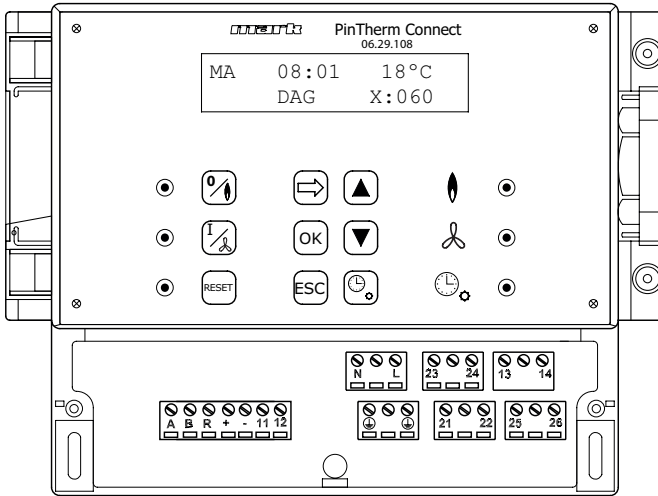 mark PinTherm Connect
06.29.108
MA 08:01 18°C
DAG X:060
0/
I/
OK
RESET ESC
N L 23 24 13 14
A B R + - 11 12 21 22 25 26